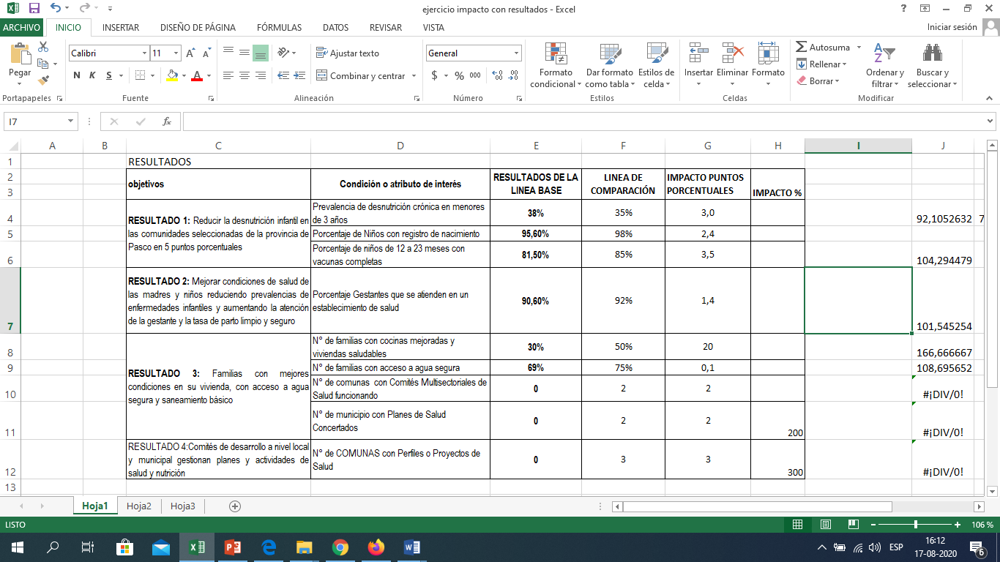 ejercicio impacto con resultados - Excel
ARCHIVO INICIO INSERTAR DISEÑO DE PÁGINA FÓRMULAS DATOS REVISAR VISTA Iniciar sesión
Calibri 11 Ajustar texto General Autosuma
Pegar Rellenar
N K S Combinar y centrar $ % 000 Borrar
Formato condicional Dar formato como tabla Estilos de celda Insertar Eliminar Formato Ordenar y filtrar Buscar y seleccionar
Portapapeles Fuente Alineación Número Estilos Celdas Modificar
I7 fx
A B C D E F G H I J
1 RESULTADOS
2
3
objetivos
Condición o atributo de interés
RESULTADOS DE LA
LINEA BASE
LINEA DE
COMPARACIÓN
IMPACTO PUNTOS
PORCENTUALES
IMPACTO %
RESULTADO 1: Reducir la desnutrición infantil en
las comunidades seleccionadas de la provincia de
Pasco en 5 puntos porcentuales
4
Prevalencia de desnutrición crónica en menores
de 3 años
38% 35% 3,0 92,1052632 7
5 Porcentaje de Niños con registro de nacimiento 95,60% 98% 2,4
6
Porcentaje de niños de 12 a 23 meses con
vacunas completas
81,50% 85% 3,5 104,294479
7
RESULTADO 2: Mejorar condiciones de salud de
las madres y niños reduciendo prevalencias de
enfermedades infantiles y aumentando la atención
de la gestante y la tasa de parto limpio y seguro
Porcentaje Gestantes que se atienden en un
establecimiento de salud
90,60% 92% 1,4 101,545254
RESULTADO 3: Familias con mejores
condiciones en su vivienda, con acceso a agua
segura y saneamiento básico
8
N° de familias con cocinas mejoradas y
viviendas saludables
30% 50% 20 166,666667
9 N° de familias con acceso a agua segura 69% 75% 0,1 108,695652
10
N° de comunas con Comités Multisectoriales de
Salud funcionando
0 2 2 #¡DIV/0!
11
N° de municipio con Planes de Salud
Concertados
0 2 2 200 #¡DIV/0!
12
RESULTADO 4:Comités de desarrollo a nivel local
y municipal gestionan planes y actividades de
salud y nutrición
N° de COMUNAS con Perfiles o Proyectos de
Salud
0 3 3 300 #¡DIV/0!
13
Hoja1 Hoja2 Hoja3
LISTO 106 %
ESP 16:12
17-08-2020 6